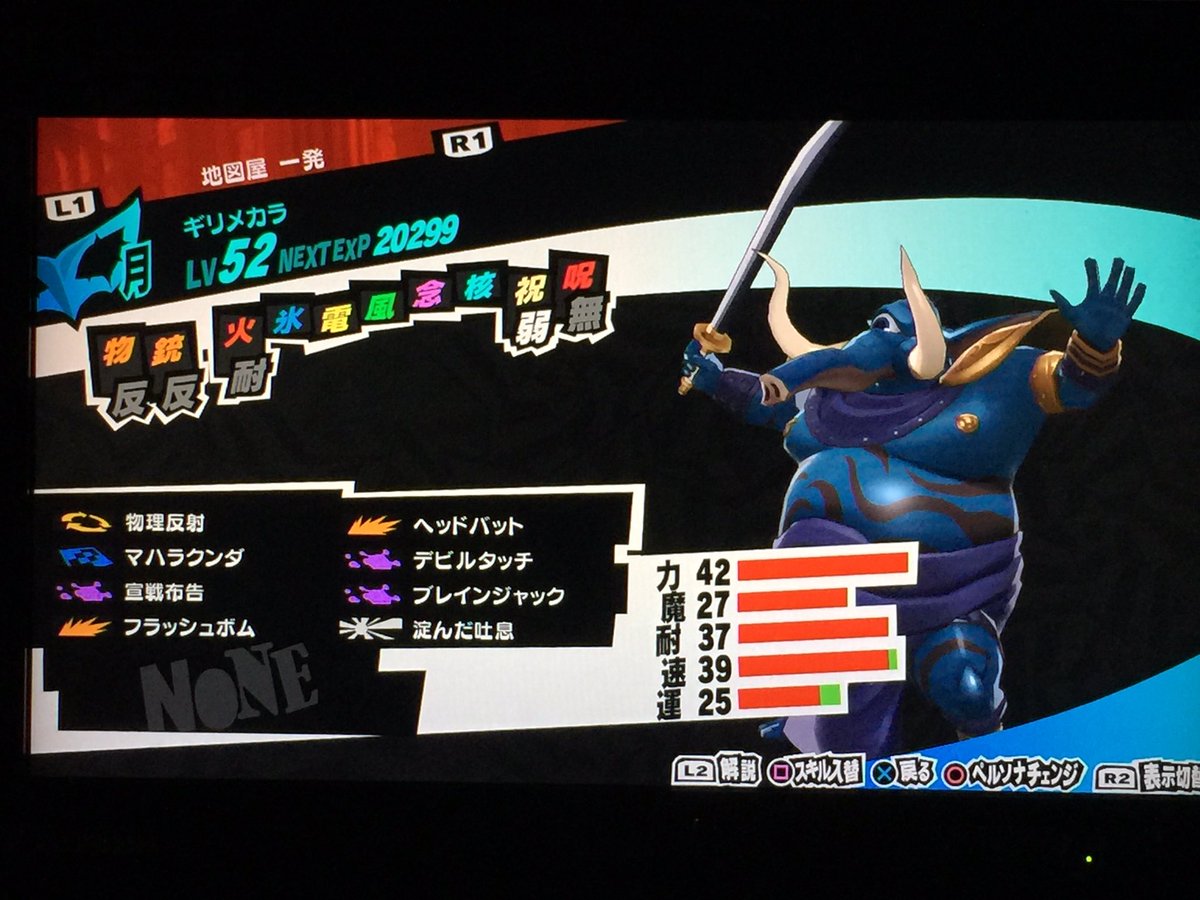 地図屋 一発
R1
L1
月
ギリメカラ
LV 52 NEXT EXP 20299
物 銃 火 氷 電 風 念 核 祝 呪
反 反 耐 弱 無
物理反射 ヘッドバット
マハラクンダ デビルタッチ
宣戦布告 ブレインジャック
フラッシュボム 淀んだ吐息
NONE
力 42
魔 27
耐 37
速 39
運 25
L2 解説 スキルス替 戻る ペルソナチェンジ R2 表示切替